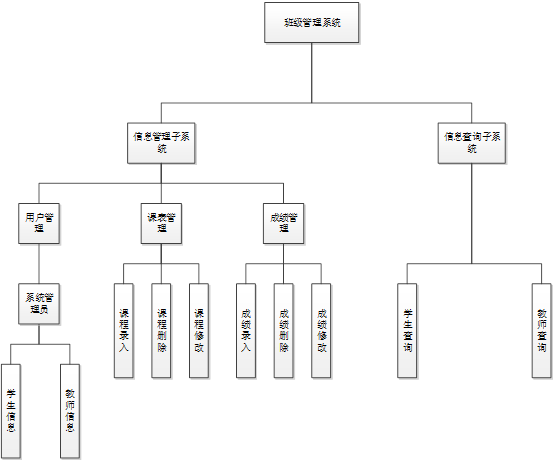 班级管理系统
信息管理子系
统
信息查询子系
统
用户管
理
课表管
理
成绩管
理
系统管
理员
课程录入
课程删除
课程修改
成绩录入
成绩删除
成绩修改
学生查询
教师查询
学生信息
教师信息